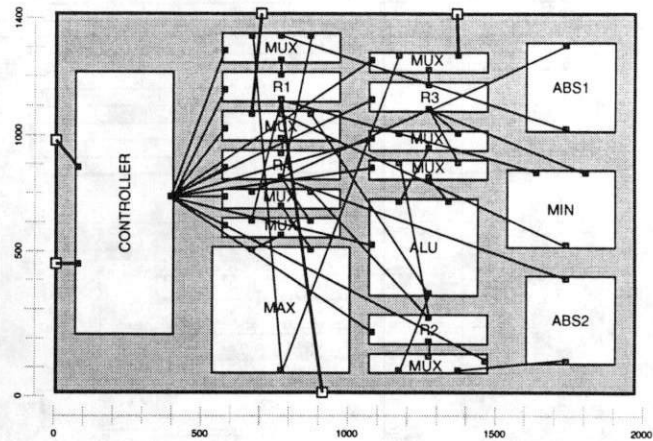 1400
1000
500
0
CONTROLLER
MUX
R1
MUX
R4
MUX
MUX
MAX
MUX
R3
MUX
MUX
ALU
R2
MUX
ABS1
MIN
ABS2
0
500
1000
1500
2000